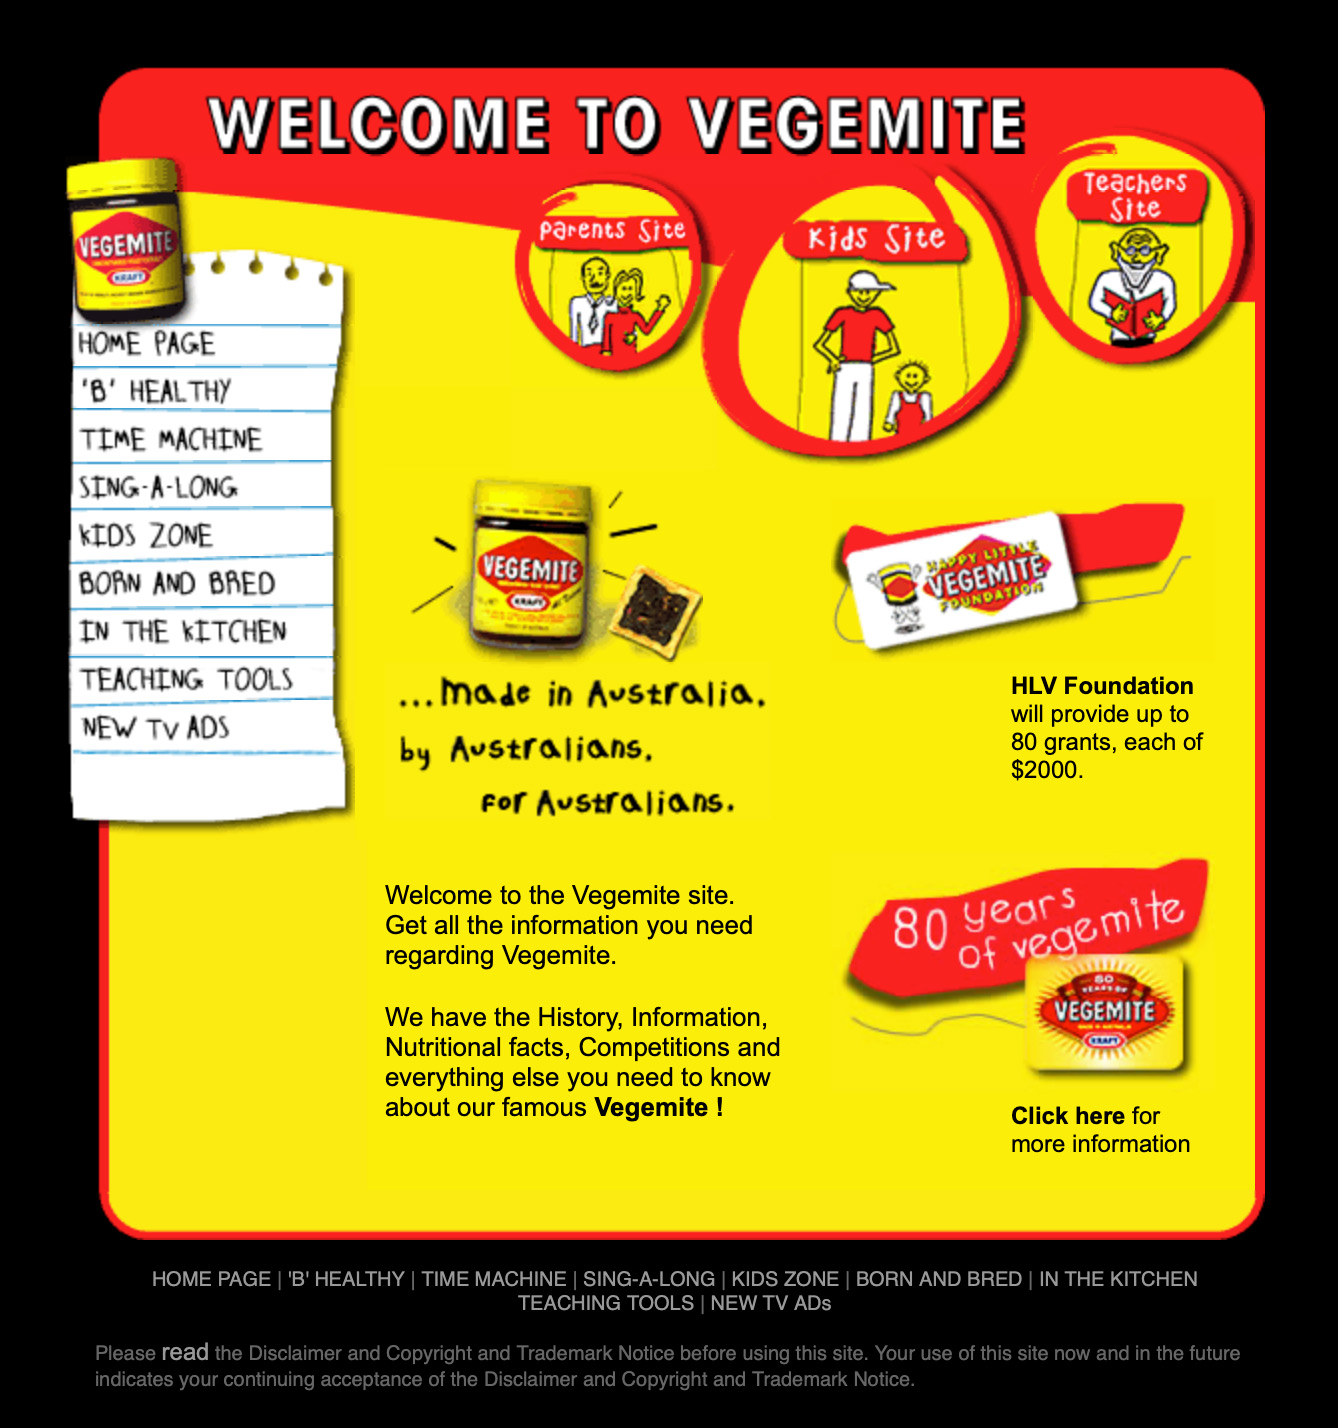 WELCOME TO VEGEMITE
Parents Site
Kids Site
Teachers
Site
VEGEMITE
KRAFT
HOME PAGE
'B' HEALTHY
TIME MACHINE
SING-A-LONG
KIDS ZONE
BORN AND BRED
IN THE KITCHEN
TEACHING TOOLS
NEW TV ADS
VEGEMITE
KRAFT
...made in Australia.
by Australians.
for Australians.
Welcome to the Vegemite site.
Get all the information you need
regarding Vegemite.
We have the History, Information,
Nutritional facts, Competitions and
everything else you need to know
about our famous Vegemite !
HAPPY LITTLE
VEGEMITE
FOUNDATION
HLV Foundation
will provide up to
80 grants, each of
$2000.
80 years
of vegemite
80
YEARS OF
VEGEMITE
KRAFT
Click here for
more information
HOME PAGE | 'B' HEALTHY | TIME MACHINE | SING-A-LONG | KIDS ZONE | BORN AND BRED | IN THE KITCHEN
TEACHING TOOLS | NEW TV ADs
Please read the Disclaimer and Copyright and Trademark Notice before using this site. Your use of this site now and in the future
indicates your continuing acceptance of the Disclaimer and Copyright and Trademark Notice.